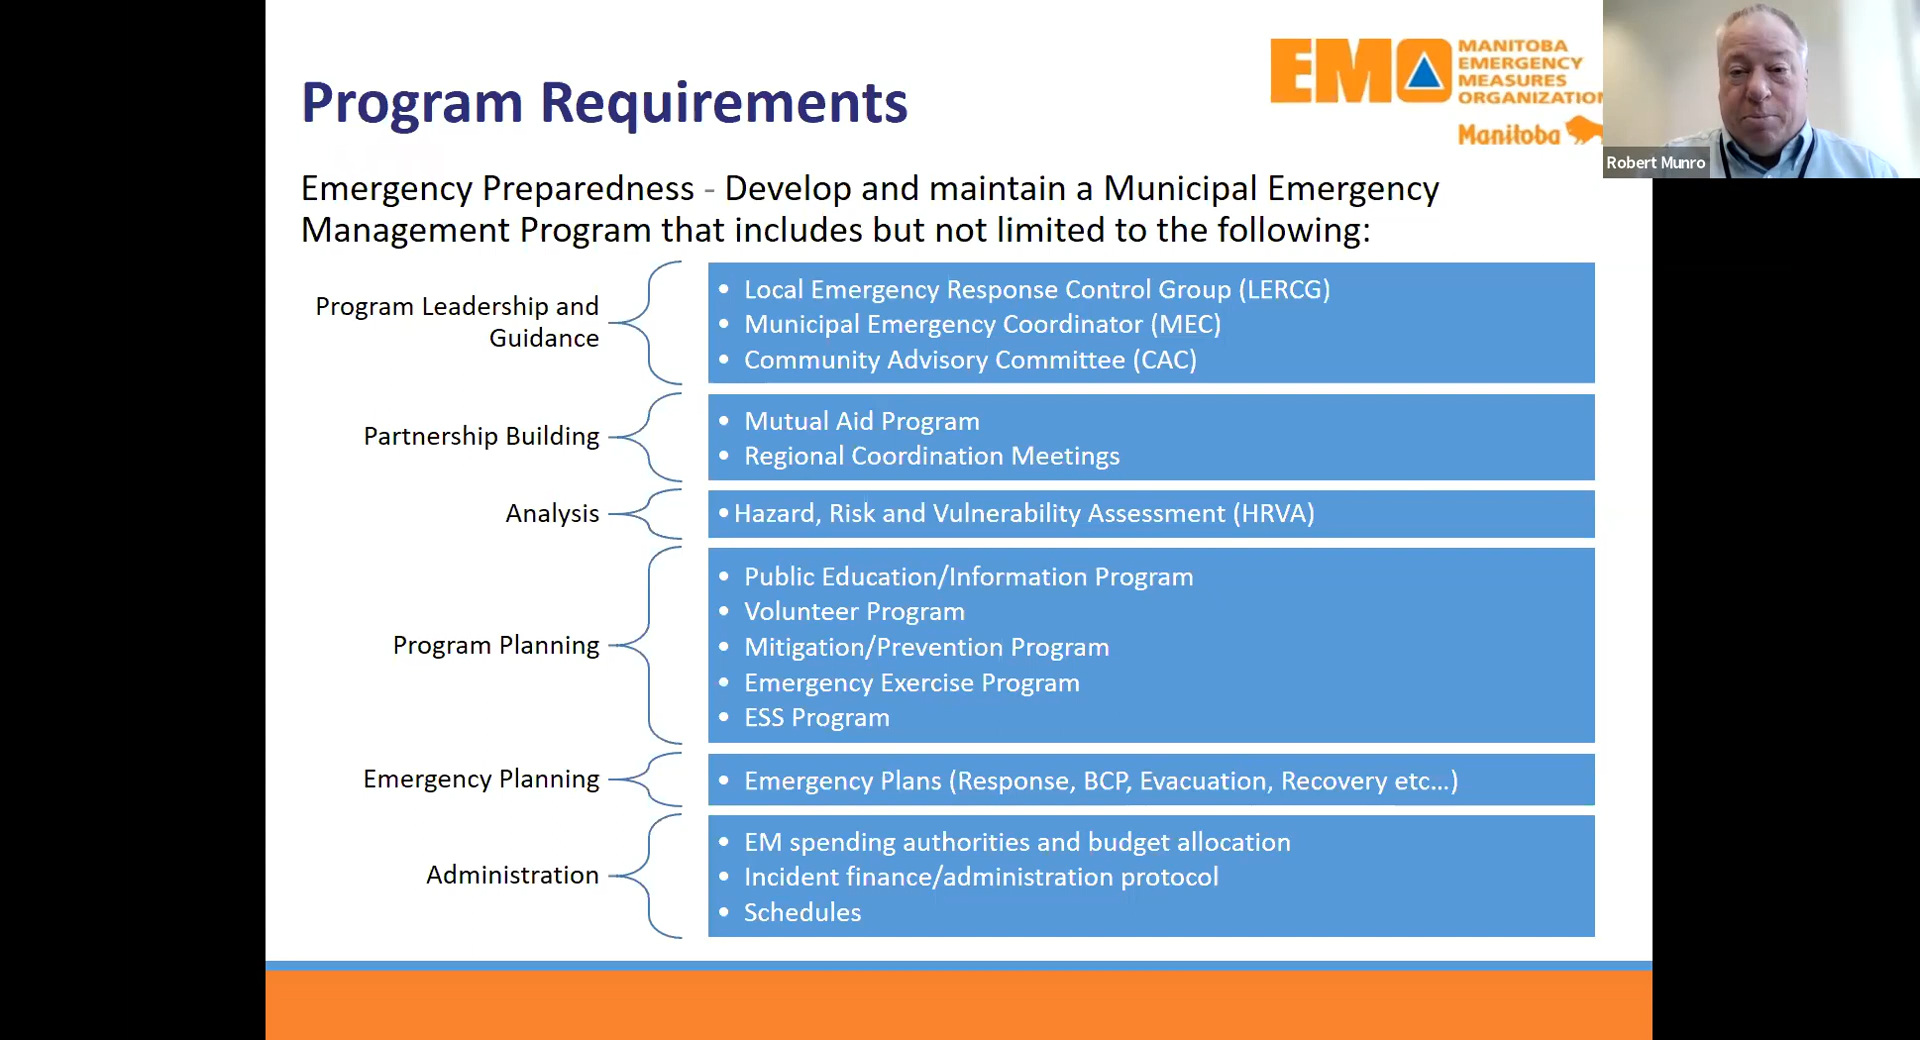 Program Requirements
EMO
MANITOBA
EMERGENCY
MEASURES
ORGANIZATION
Manitoba
Robert Munro
Emergency Preparedness - Develop and maintain a Municipal Emergency
Management Program that includes but not limited to the following:
Program Leadership and
Guidance
• Local Emergency Response Control Group (LERCG)
• Municipal Emergency Coordinator (MEC)
• Community Advisory Committee (CAC)
Partnership Building
• Mutual Aid Program
• Regional Coordination Meetings
Analysis
• Hazard, Risk and Vulnerability Assessment (HRVA)
Program Planning
• Public Education/Information Program
• Volunteer Program
• Mitigation/Prevention Program
• Emergency Exercise Program
• ESS Program
Emergency Planning
• Emergency Plans (Response, BCP, Evacuation, Recovery etc...)
Administration
• EM spending authorities and budget allocation
• Incident finance/administration protocol
• Schedules